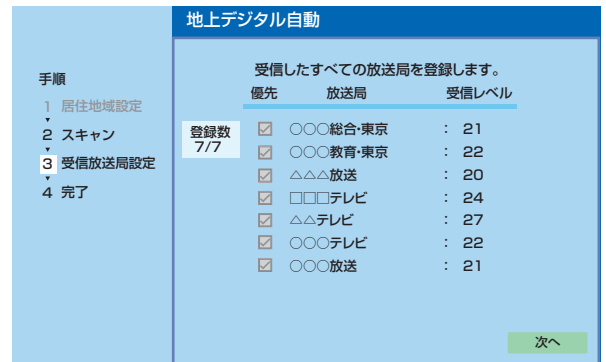 地上デジタル自動
手順
1 居住地域設定
2 スキャン
3 受信放送局設定
4 完了
受信したすべての放送局を登録します。
優先 放送局 受信レベル
登録数
7/7
○○○総合・東京 : 21
○○○教育・東京 : 22
△△△放送 : 20
□□□テレビ : 24
△△テレビ : 27
○○○テレビ : 22
○○○放送 : 21
次へ